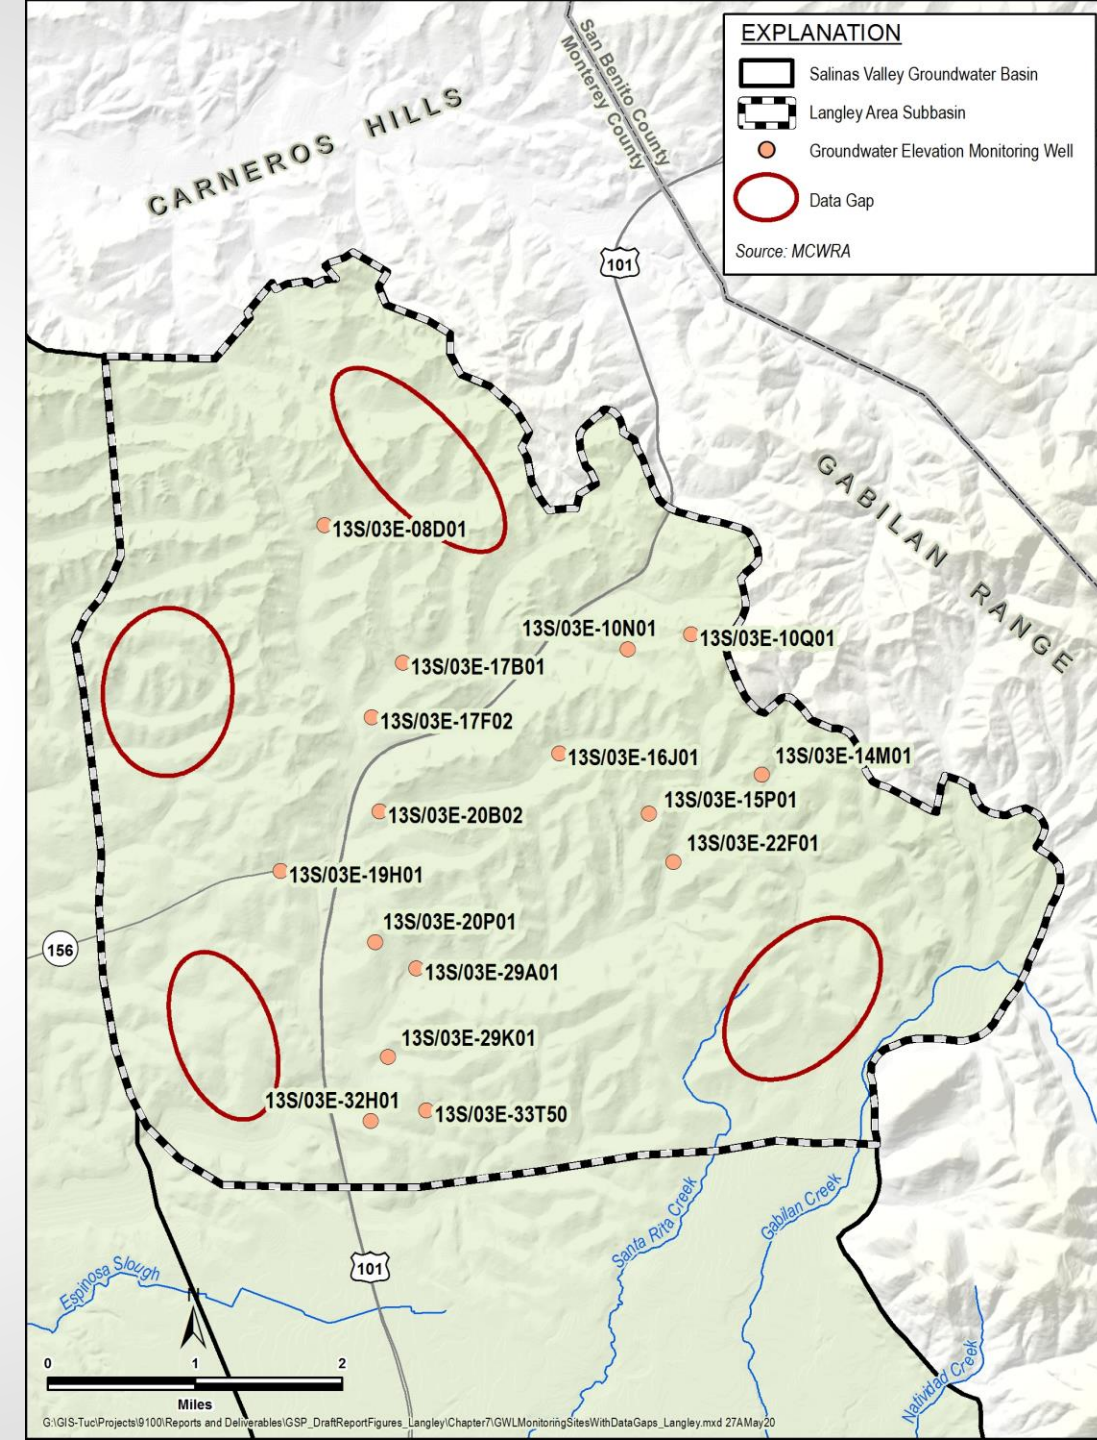 EXPLANATION
Salinas Valley Groundwater Basin
Langley Area Subbasin
Groundwater Elevation Monitoring Well
Data Gap
Source: MCWRA
San Benito County
Monterey County
CARNEROS HILLS
101
GABILAN RANGE
13S/03E-08D01
13S/03E-10N01
13S/03E-10Q01
13S/03E-17B01
13S/03E-17F02
13S/03E-16J01
13S/03E-14M01
13S/03E-15P01
13S/03E-20B02
13S/03E-22F01
13S/03E-19H01
13S/03E-20P01
156
13S/03E-29A01
13S/03E-29K01
13S/03E-32H01
13S/03E-33T50
Santa Rita Creek
Gabilan Creek
101
Espinosa Slough
N
Natividad Creek
0 1 2
Miles
G:\GIS-Tuc\Projects\9100\Reports and Deliverables\GSP_DraftReportFigures_Langley\Chapter7\GWLMonitoringSitesWithDataGaps_Langley.mxd 27AMay20